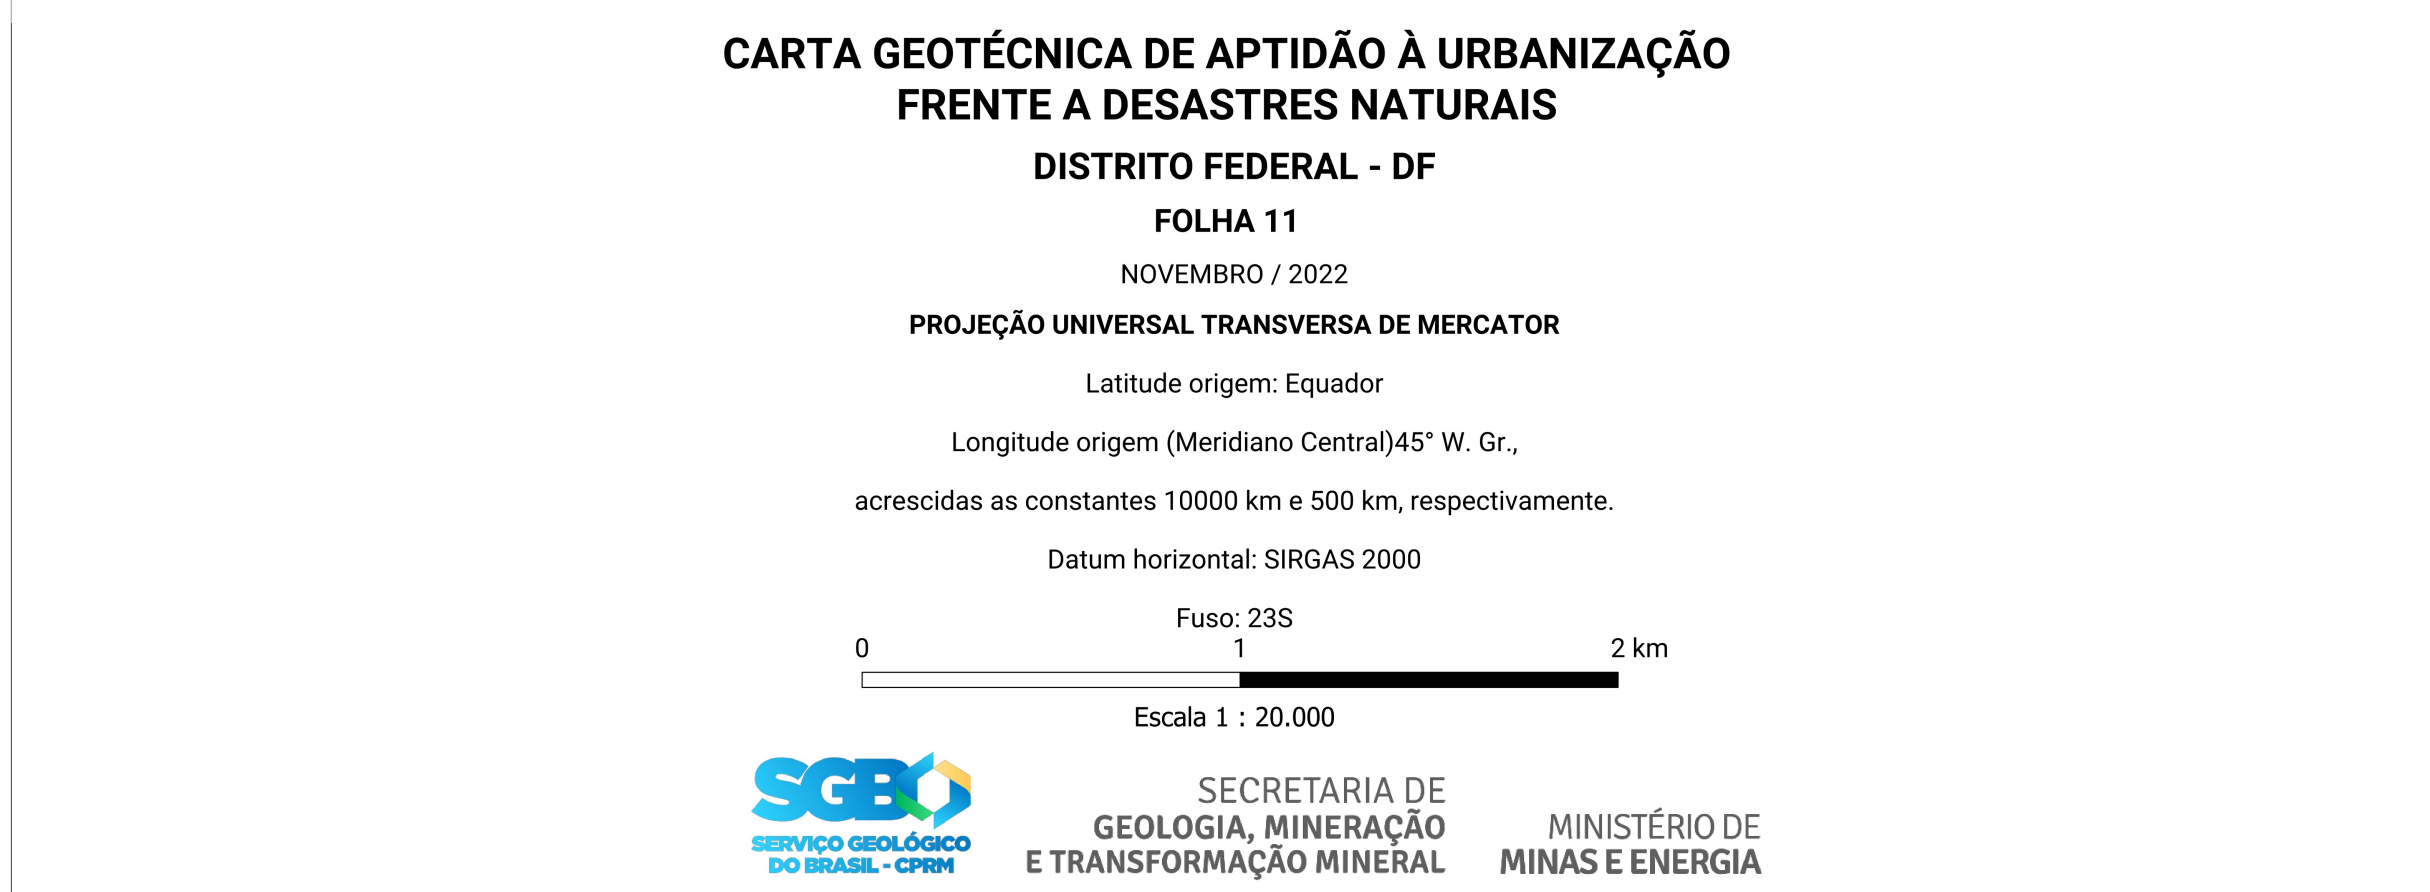 CARTA GEOTÉCNICA DE APTIDÃO À URBANIZAÇÃO
FRENTE A DESASTRES NATURAIS
DISTRITO FEDERAL - DF
FOLHA 11
NOVEMBRO / 2022
PROJEÇÃO UNIVERSAL TRANSVERSA DE MERCATOR
Latitude origem: Equador
Longitude origem (Meridiano Central)45° W. Gr.,
acrescidas as constantes 10000 km e 500 km, respectivamente.
Datum horizontal: SIRGAS 2000
Fuso: 23S
0 1 2 km
Escala 1 : 20.000
SGB
SERVIÇO GEOLÓGICO
DO BRASIL - CPRM
SECRETARIA DE
GEOLOGIA, MINERAÇÃO
E TRANSFORMAÇÃO MINERAL
MINISTÉRIO DE
MINAS E ENERGIA